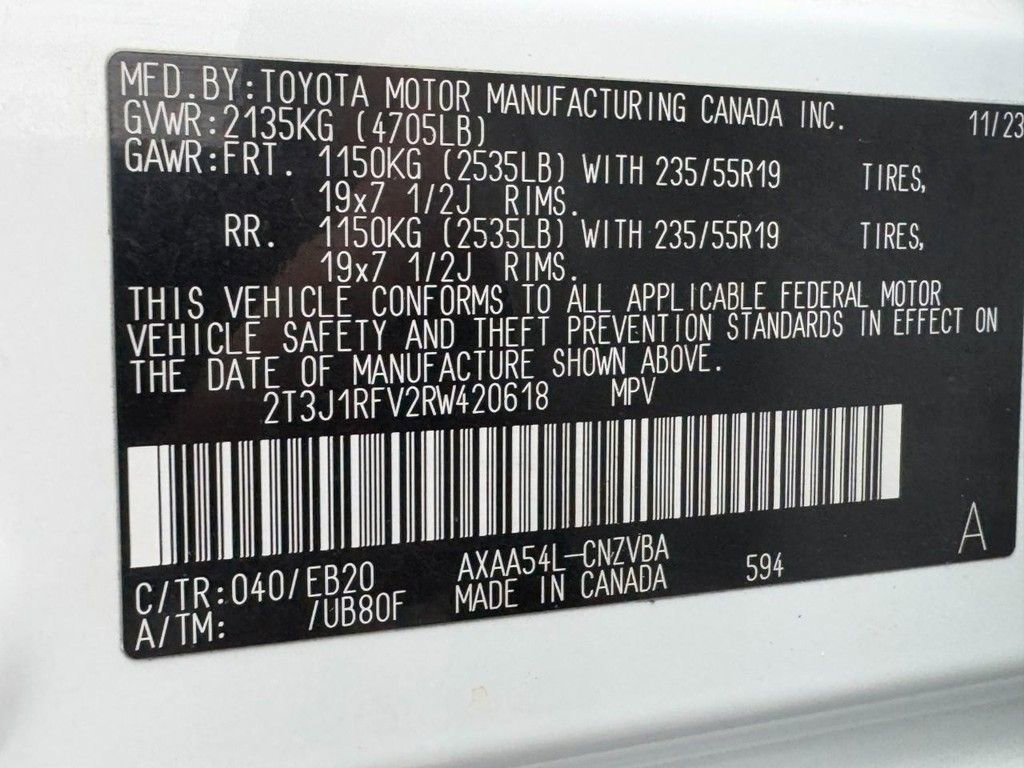 MFD.BY:TOYOTA MOTOR MANUFACTURING CANADA INC. 11/23
GVWR:2135KG (4705LB)
GAWR:FRT. 1150KG (2535LB) WITH 235/55R19 TIRES,
19x7 1/2J RIMS.
RR. 1150KG (2535LB) WITH 235/55R19 TIRES,
19x7 1/2J RIMS.
THIS VEHICLE CONFORMS TO ALL APPLICABLE FEDERAL MOTOR
VEHICLE SAFETY AND THEFT PREVENTION STANDARDS IN EFFECT ON
THE DATE OF MANUFACTURE SHOWN ABOVE.
2T3J1RFV2RW420618 MPV
A
C/TR:040/EB20 AXAA54L-CNZVBA 594
A/TM: /UB80F MADE IN CANADA